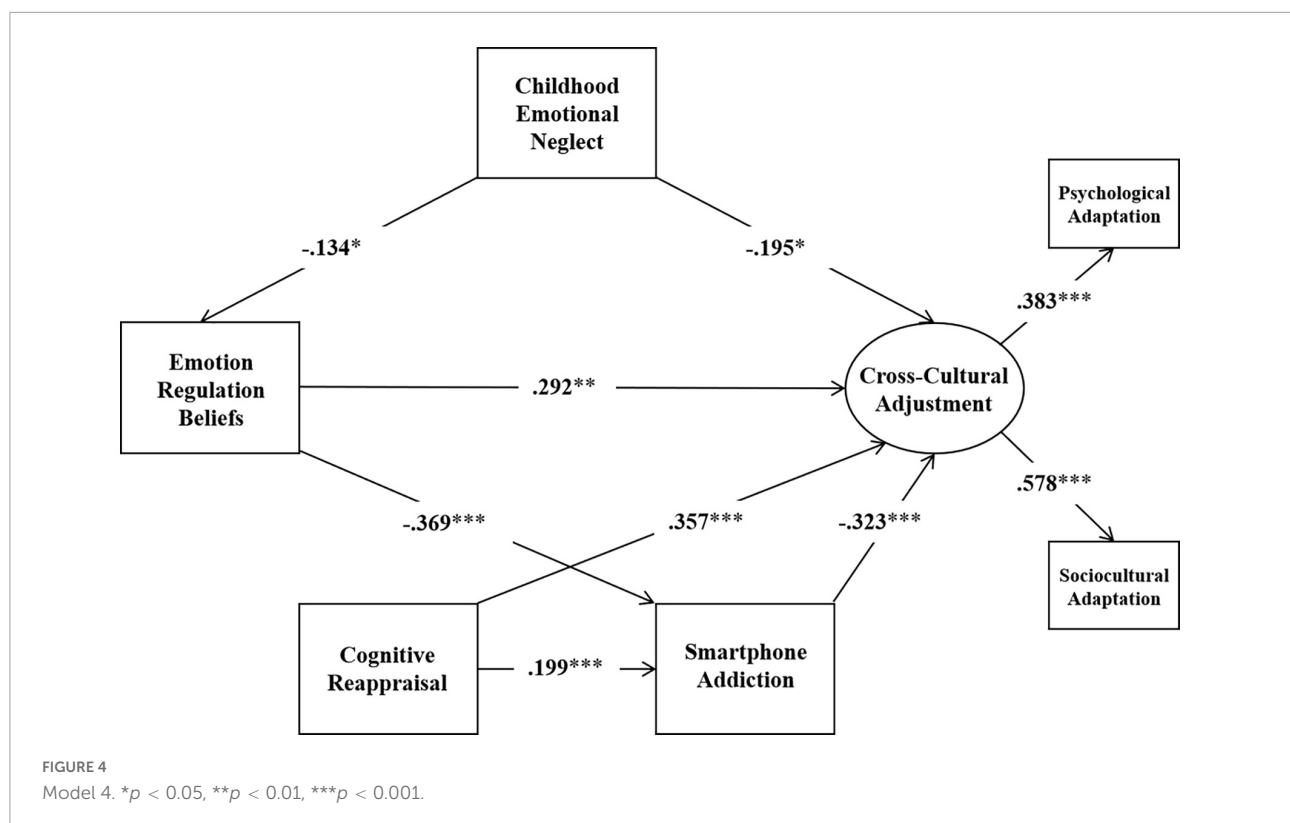 Childhood
Emotional
Neglect
Psychological
Adaptation
-.134*
-.195*
.383***
Emotion
Regulation
Beliefs
.292**
Cross-Cultural
Adjustment
-.369***
.357***
-.323***
.578***
Sociocultural
Adaptation
Cognitive
Reappraisal
.199***
Smartphone
Addiction
FIGURE 4
Model 4. *p < 0.05, **p < 0.01, ***p < 0.001.